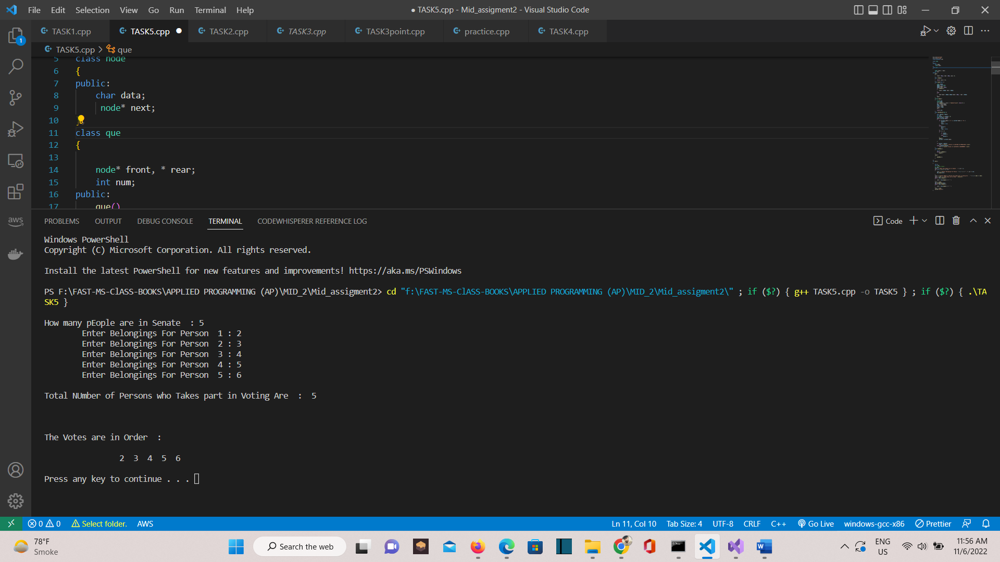 File Edit Selection View Go Run Terminal Help
● TASK5.cpp - Mid_assigment2 - Visual Studio Code
TASK1.cpp TASK5.cpp TASK2.cpp TASK3.cpp TASK3point.cpp practice.cpp TASK4.cpp
1
TASK5.cpp > que
5 class node
6 {
7 public:
8 char data;
9 node* next;
10 };
11 class que
12 {
13
14 node* front, * rear;
15 int num;
16 public:
17 que()
aws
PROBLEMS OUTPUT DEBUG CONSOLE TERMINAL CODEWHISPERER REFERENCE LOG
Code
Windows PowerShell
Copyright (C) Microsoft Corporation. All rights reserved.
Install the latest PowerShell for new features and improvements! https://aka.ms/PSWindows
PS F:\FAST-MS-ClASS-BOOKS\APPLIED PROGRAMMING (AP)\MID_2\Mid_assigment2> cd "f:\FAST-MS-ClASS-BOOKS\APPLIED PROGRAMMING (AP)\MID_2\Mid_assigment2\" ; if ($?) { g++ TASK5.cpp -o TASK5 } ; if ($?) { .\TA
SK5 }
How many pEople are in Senate : 5
Enter Belongings For Person 1 : 2
Enter Belongings For Person 2 : 3
Enter Belongings For Person 3 : 4
Enter Belongings For Person 4 : 5
Enter Belongings For Person 5 : 6
Total NUmber of Persons who Takes part in Voting Are : 5
The Votes are in Order :
2 3 4 5 6
Press any key to continue . . .
0 0 Select folder. AWS
Ln 11, Col 10 Tab Size: 4 UTF-8 CRLF C++ Go Live windows-gcc-x86 Prettier
78°F
Smoke
Search the web
ENG
US
11:56 AM
11/6/2022